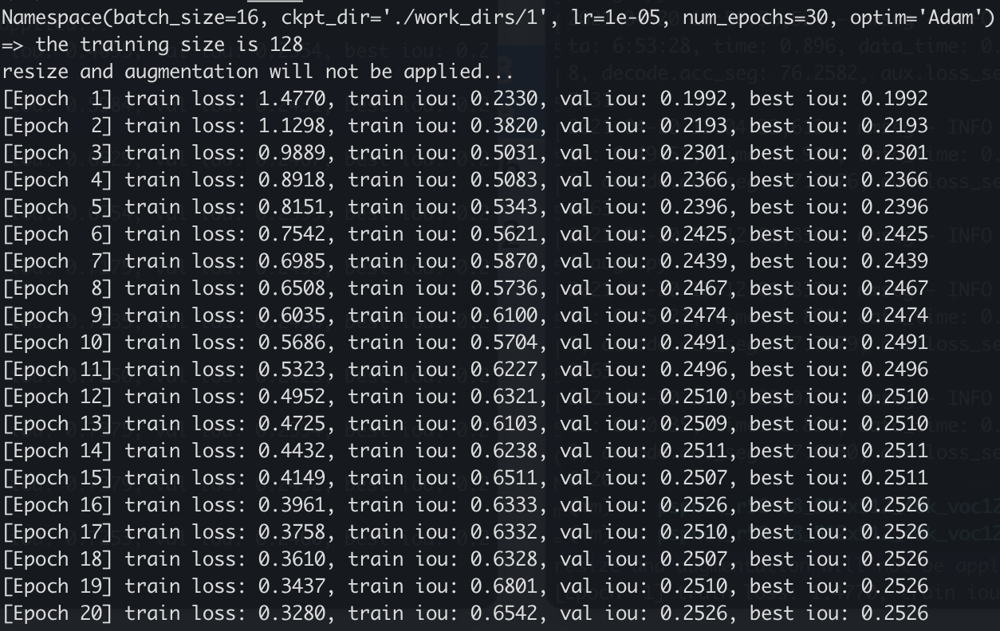 Namespace(batch_size=16, ckpt_dir='./work_dirs/1', lr=1e-05, num_epochs=30, optim='Adam')
=> the training size is 128
resize and augmentation will not be applied...
[Epoch  1] train loss: 1.4770, train iou: 0.2330, val iou: 0.1992, best iou: 0.1992
[Epoch  2] train loss: 1.1298, train iou: 0.3820, val iou: 0.2193, best iou: 0.2193
[Epoch  3] train loss: 0.9889, train iou: 0.5031, val iou: 0.2301, best iou: 0.2301
[Epoch  4] train loss: 0.8918, train iou: 0.5083, val iou: 0.2366, best iou: 0.2366
[Epoch  5] train loss: 0.8151, train iou: 0.5343, val iou: 0.2396, best iou: 0.2396
[Epoch  6] train loss: 0.7542, train iou: 0.5621, val iou: 0.2425, best iou: 0.2425
[Epoch  7] train loss: 0.6985, train iou: 0.5870, val iou: 0.2439, best iou: 0.2439
[Epoch  8] train loss: 0.6508, train iou: 0.5736, val iou: 0.2467, best iou: 0.2467
[Epoch  9] train loss: 0.6035, train iou: 0.6100, val iou: 0.2474, best iou: 0.2474
[Epoch 10] train loss: 0.5686, train iou: 0.5704, val iou: 0.2491, best iou: 0.2491
[Epoch 11] train loss: 0.5323, train iou: 0.6227, val iou: 0.2496, best iou: 0.2496
[Epoch 12] train loss: 0.4952, train iou: 0.6321, val iou: 0.2510, best iou: 0.2510
[Epoch 13] train loss: 0.4725, train iou: 0.6103, val iou: 0.2509, best iou: 0.2510
[Epoch 14] train loss: 0.4432, train iou: 0.6238, val iou: 0.2511, best iou: 0.2511
[Epoch 15] train loss: 0.4149, train iou: 0.6511, val iou: 0.2507, best iou: 0.2511
[Epoch 16] train loss: 0.3961, train iou: 0.6333, val iou: 0.2526, best iou: 0.2526
[Epoch 17] train loss: 0.3758, train iou: 0.6332, val iou: 0.2510, best iou: 0.2526
[Epoch 18] train loss: 0.3610, train iou: 0.6328, val iou: 0.2507, best iou: 0.2526
[Epoch 19] train loss: 0.3437, train iou: 0.6801, val iou: 0.2510, best iou: 0.2526
[Epoch 20] train loss: 0.3280, train iou: 0.6542, val iou: 0.2526, best iou: 0.2526